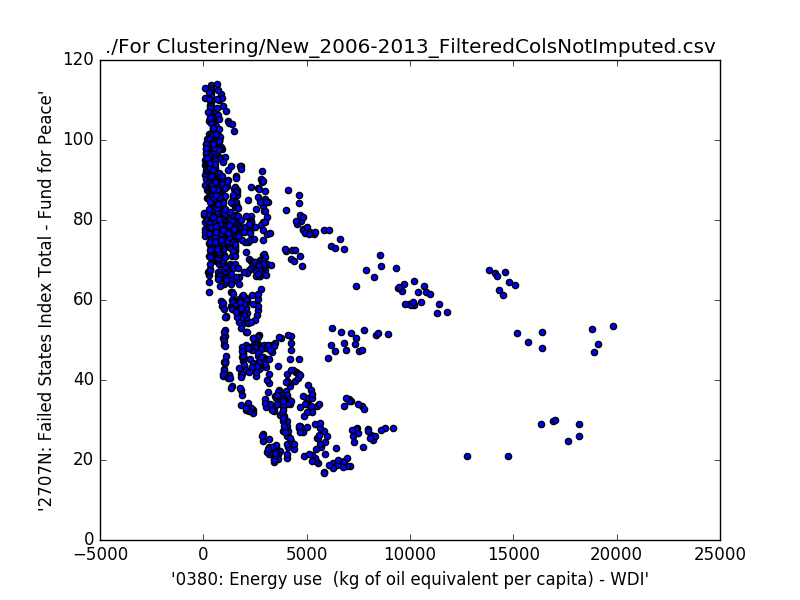 ./For Clustering/New_2006-2013_FilteredColsNotImputed.csv
120
100
80
60
40
20
0
'2707N: Failed States Index Total - Fund for Peace'
−5000 0 5000 10000 15000 20000 25000
'0380: Energy use  (kg of oil equivalent per capita) - WDI'